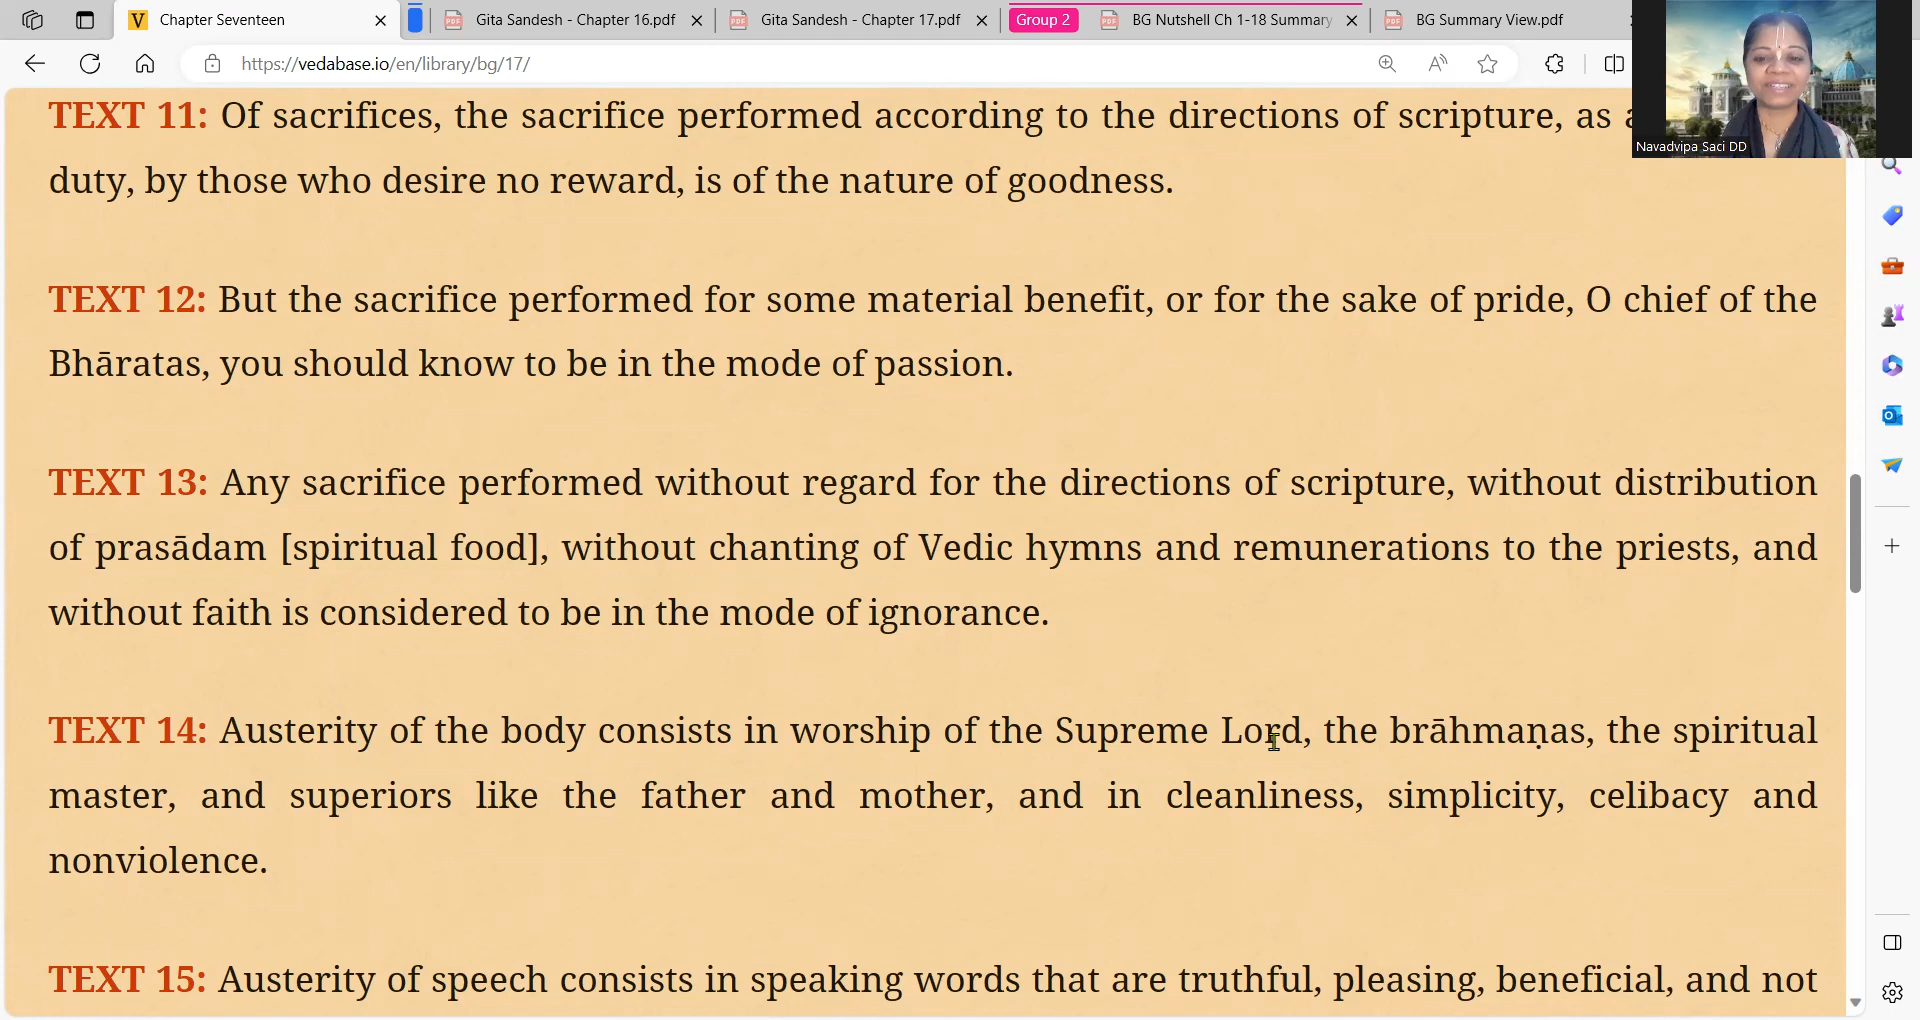 Chapter Seventeen
Gita Sandesh - Chapter 16.pdf
Gita Sandesh - Chapter 17.pdf
Group 2
BG Nutshell Ch 1-18 Summary
BG Summary View.pdf
https://vedabase.io/en/library/bg/17/
Navadvipa Saci DD
TEXT 11: Of sacrifices, the sacrifice performed according to the directions of scripture, as
duty, by those who desire no reward, is of the nature of goodness.
TEXT 12: But the sacrifice performed for some material benefit, or for the sake of pride, O chief of the
Bhāratas, you should know to be in the mode of passion.
TEXT 13: Any sacrifice performed without regard for the directions of scripture, without distribution
of prasādam [spiritual food], without chanting of Vedic hymns and remunerations to the priests, and
without faith is considered to be in the mode of ignorance.
TEXT 14: Austerity of the body consists in worship of the Supreme Lord, the brāhmaṇas, the spiritual
master, and superiors like the father and mother, and in cleanliness, simplicity, celibacy and
nonviolence.
TEXT 15: Austerity of speech consists in speaking words that are truthful, pleasing, beneficial, and not